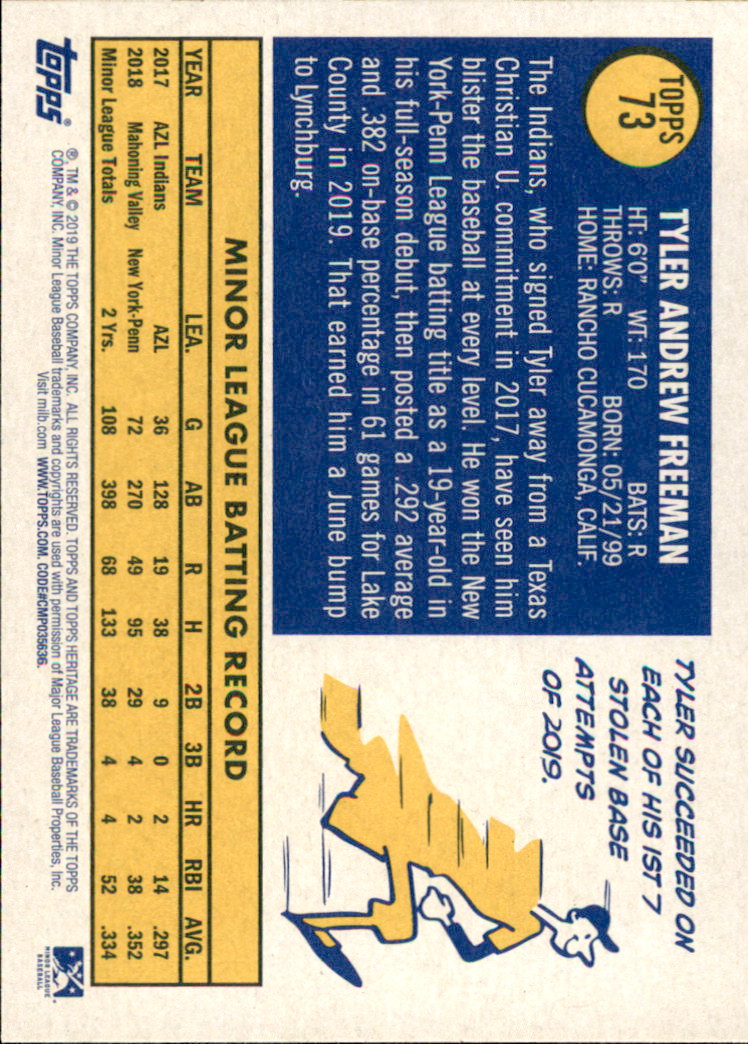 TOPPS
73
TYLER ANDREW FREEMAN
HT: 6'0" WT: 170 BATS: R
THROWS: R BORN: 05/21/99
HOME: RANCHO CUCAMONGA, CALIF.
The Indians, who signed Tyler away from a Texas
Christian U. commitment in 2017, have seen him
blister the baseball at every level. He won the New
York-Penn League batting title as a 19-year-old in
his full-season debut, then posted a .292 average
and .382 on-base percentage in 61 games for Lake
County in 2019. That earned him a June bump
to Lynchburg.
TYLER SUCCEEDED ON
EACH OF HIS 1ST 7
STOLEN BASE
ATTEMPTS
OF 2019.
MINOR LEAGUE BATTING RECORD
YEAR TEAM LEA. G AB R H 2B 3B HR RBI AVG.
2017 AZL Indians AZL 36 128 19 38 9 0 2 14 .297
2018 Mahoning Valley New York-Penn 72 270 49 95 29 4 2 38 .352
Minor League Totals 2 Yrs. 108 398 68 133 38 4 4 52 .334
topps®
®, TM & © 2019 THE TOPPS COMPANY, INC. ALL RIGHTS RESERVED. TOPPS AND TOPPS HERITAGE ARE TRADEMARKS OF THE TOPPS
COMPANY, INC. Minor League Baseball trademarks and copyrights are used with permission of Major League Baseball Properties, Inc.
Visit milb.com WWW.TOPPS.COM. CODE#CMP035636.
MINOR LEAGUE
BASEBALL